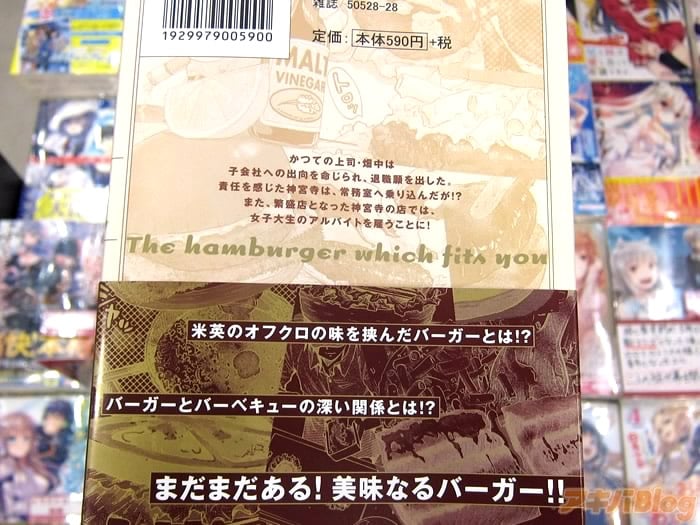 雑誌 50528-28
1929979005900
定価:本体590円+税
MALT
VINEGAR
かつての上司・畑中は
子会社への出向を命じられ、退職願を出した。
責任を感じた神宮寺は、常務室へ乗り込んだが!?
また、繁盛店となった神宮寺の店では、
女子大生のアルバイトを雇うことに!
The hamburger which fits you
米英のオフクロの味を挟んだバーガーとは!?
バーガーとバーベキューの深い関係とは!?
まだまだある! 美味なるバーガー!!
アキバBlog